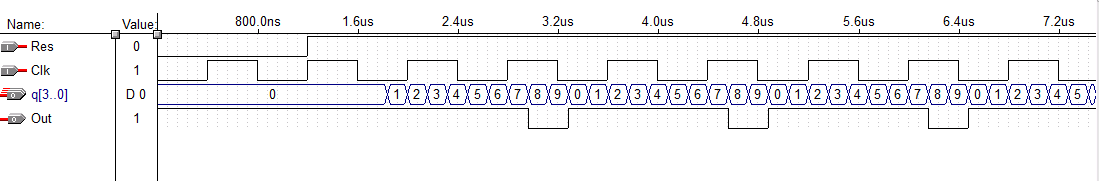 Name: Value: 800.0ns 1.6us 2.4us 3.2us 4.0us 4.8us 5.6us 6.4us 7.2us
Res 0
Clk 1
q[3..0] D 0 0 1 2 3 4 5 6 7 8 9 0 1 2 3 4 5 6 7 8 9 0 1 2 3 4 5 6 7 8 9 0 1 2 3 4 5
Out 1